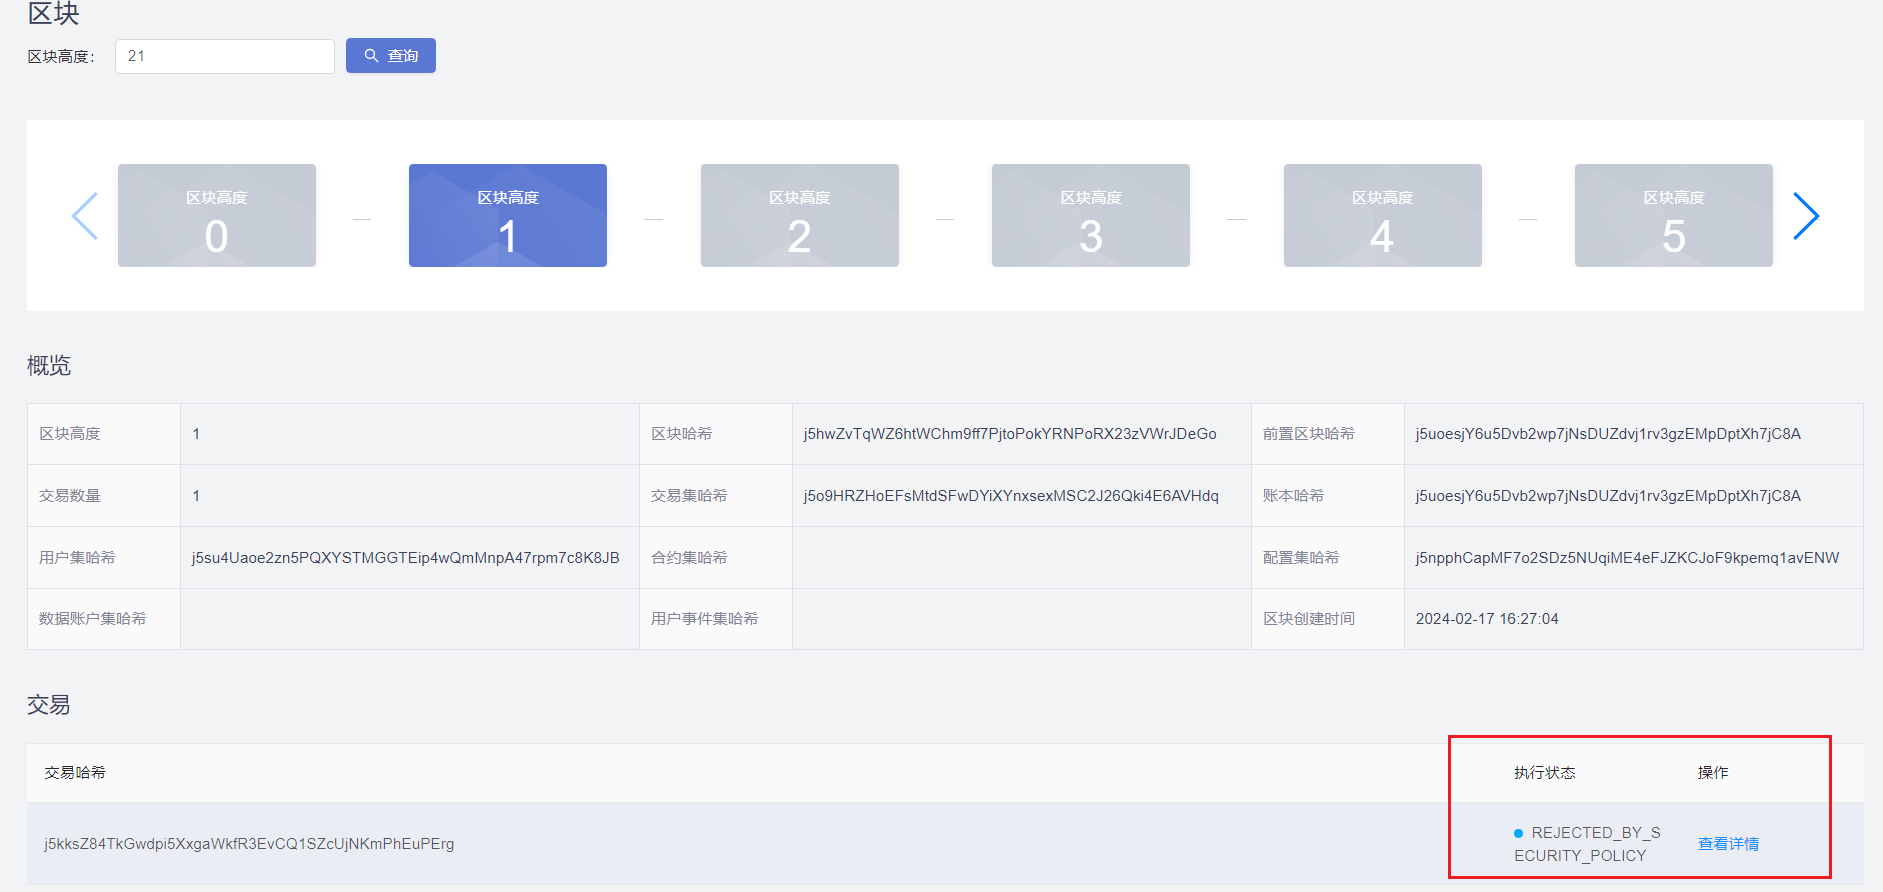 区块
区块高度： 21 查询
区块高度 区块高度 区块高度 区块高度 区块高度 区块高度
0 1 2 3 4 5
概览
区块高度 1 区块哈希 j5hwZvTqWZ6htWChm9ff7PjtoPokYRNPoRX23zVWrJDeGo 前置区块哈希 j5uoesjY6u5Dvb2wp7jNsDUZdvj1rv3gzEMpDptXh7jC8A
交易数量 1 交易集哈希 j5o9HRZHoEFsMtdSFwDYiXYnxsexMSC2J26Qki4E6AVHdq 账本哈希 j5uoesjY6u5Dvb2wp7jNsDUZdvj1rv3gzEMpDptXh7jC8A
用户集哈希 j5su4Uaoe2zn5PQXYSTMGGTEip4wQmMnpA47rpm7c8K8JB 合约集哈希 配置集哈希 j5npphCapMF7o2SDz5NUqiME4eFJZKCJoF9kpemq1avENW
数据账户集哈希 用户事件集哈希 区块创建时间 2024-02-17 16:27:04
交易
交易哈希 执行状态 操作
j5kksZ84TkGwdpi5XxgaWkfR3EvCQ1SZcUjNKmPhEuPErg REJECTED_BY_S 查看详情
ECURITY_POLICY